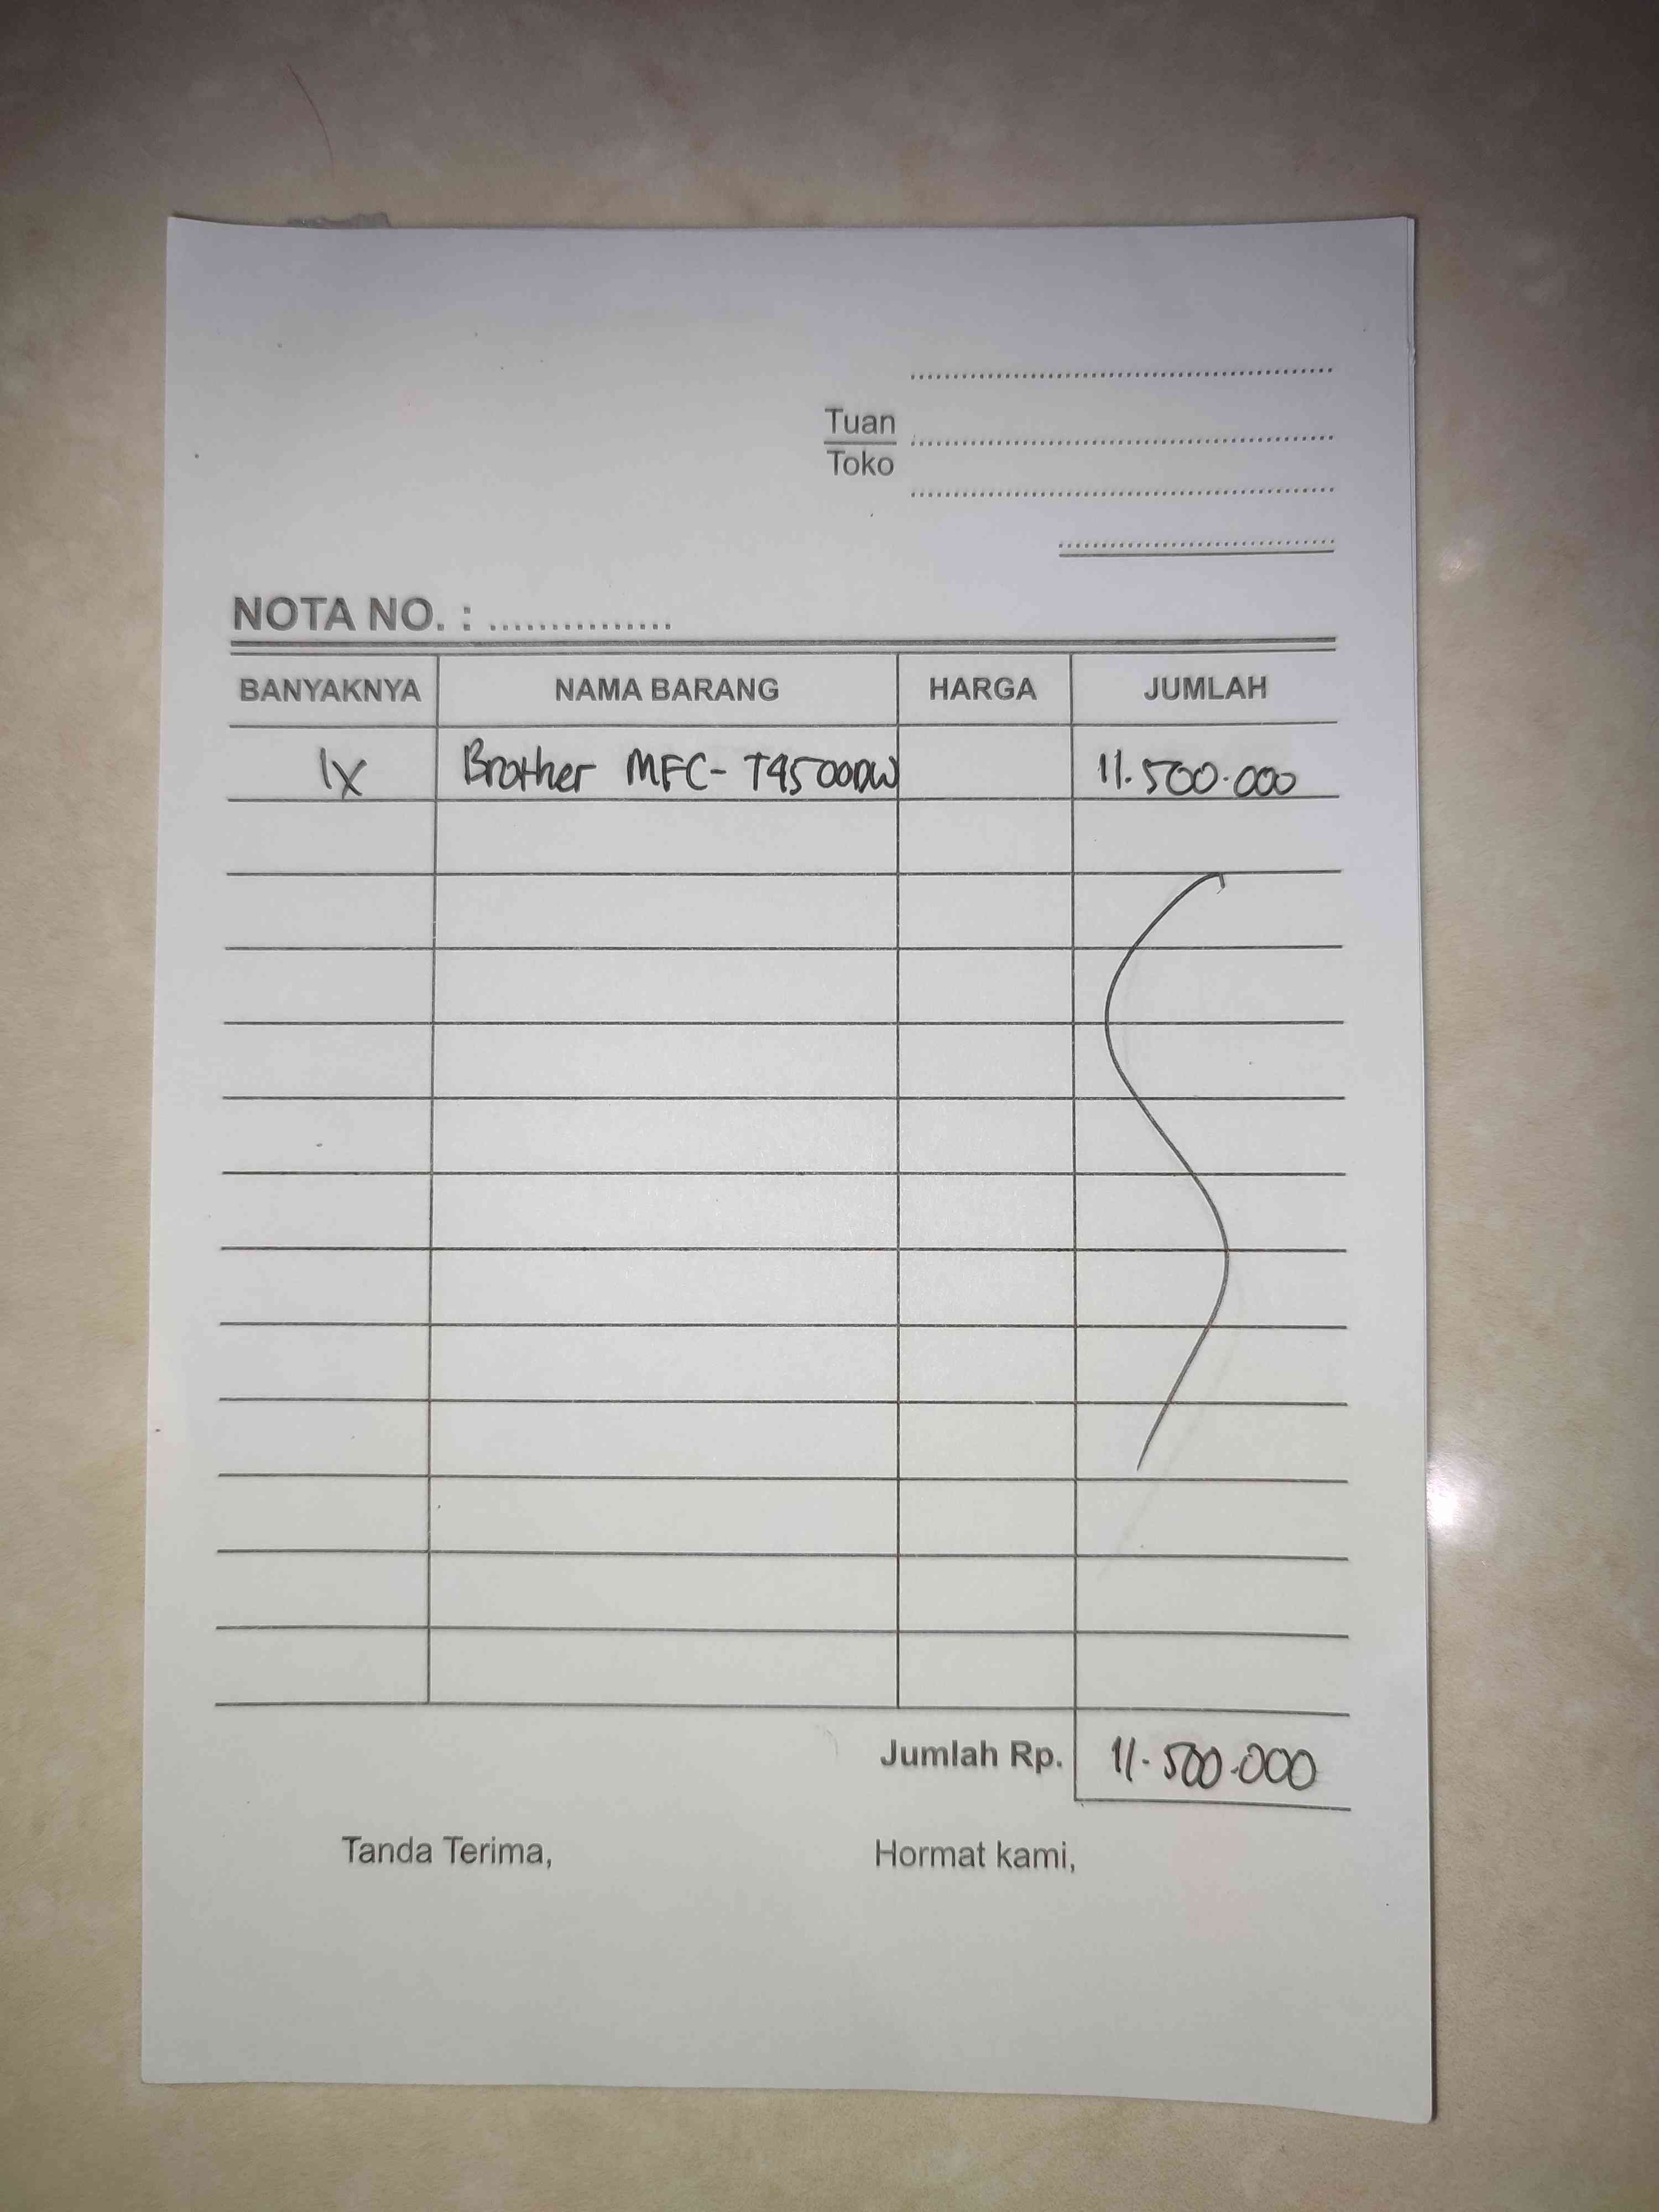 Tuan
Toko
NOTA NO. : ...............
BANYAKNYA NAMA BARANG HARGA JUMLAH
1X Brother MFC-T4500DW 11.500.000
Jumlah Rp. 11.500.000
Tanda Terima, Hormat kami,